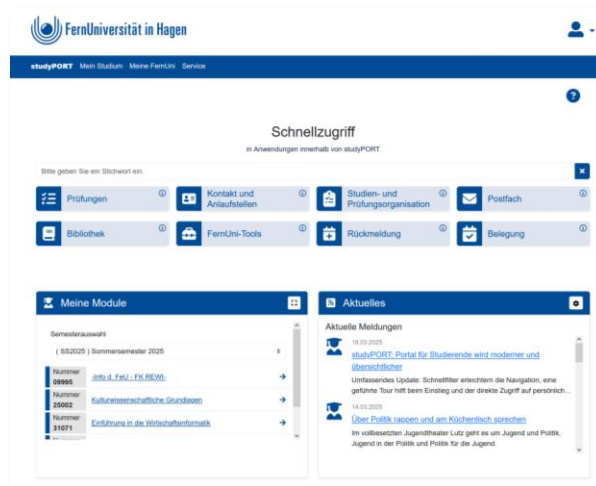 FernUniversität in Hagen
studyPORT Mein Studium Meine FernUni Service
Schnellzugriff
in Anwendungen innerhalb von studyPORT
Bitte geben Sie ein Stichwort ein.
Prüfungen
Kontakt und
Anlaufstellen
Studien- und
Prüfungsorganisation
Postfach
Bibliothek
FernUni-Tools
Rückmeldung
Belegung
Meine Module
Semesterauswahl
( SS2025 ) Sommersemester 2025
Nummer
09995
-Info d. FeU - FK REWI-
Nummer
25002
Kulturwissenschaftliche Grundlagen
Nummer
31071
Einführung in die Wirtschaftsinformatik
Aktuelles
Aktuelle Meldungen
18.03.2025
studyPORT: Portal für Studierende wird moderner und
übersichtlicher
Umfassendes Update: Schnellfilter erleichtern die Navigation, eine
geführte Tour hilft beim Einstieg und der direkte Zugriff auf persönlich...
14.03.2025
Über Politik rappen und am Küchentisch sprechen
Im vollbesetzten Jugendtheater Lutz geht es um Jugend und Politik,
Jugend in der Politik und Politik für die Jugend.